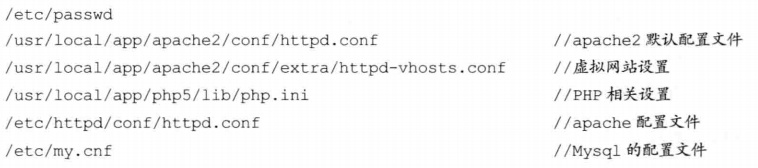 /etc/passwd
/usr/local/app/apache2/conf/httpd.conf //apache2 默认配置文件
/usr/local/app/apache2/conf/extra/httpd-vhosts.conf //虚拟网站设置
/usr/local/app/php5/lib/php.ini //PHP 相关设置
/etc/httpd/conf/httpd.conf //apache 配置文件
/etc/my.cnf //Mysql 的配置文件